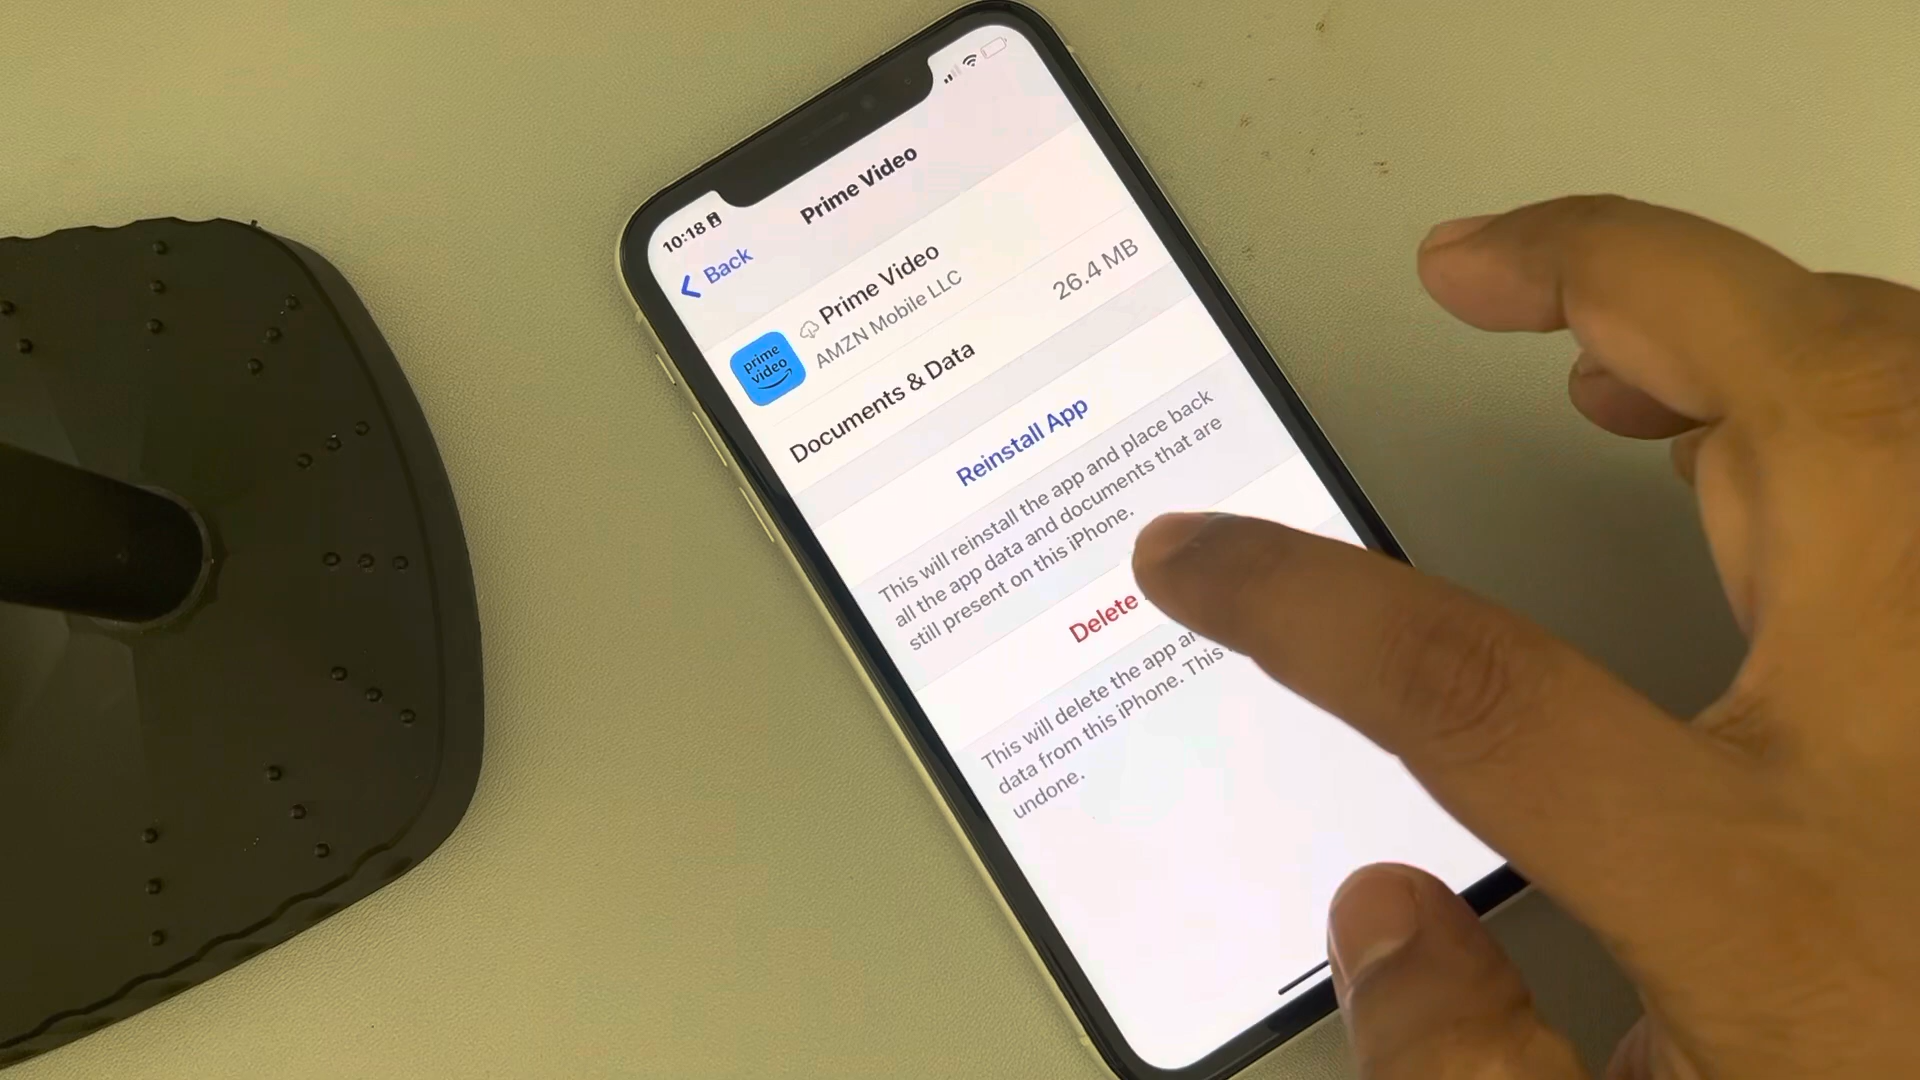 10:18
Back
Prime Video
prime
video
Prime Video
AMZN Mobile LLC
Documents & Data
26.4 MB
Reinstall App
This will reinstall the app and place back
all the app data and documents that are
still present on this iPhone.
Delete
This will delete the app
data from this iPhone. This
undone.